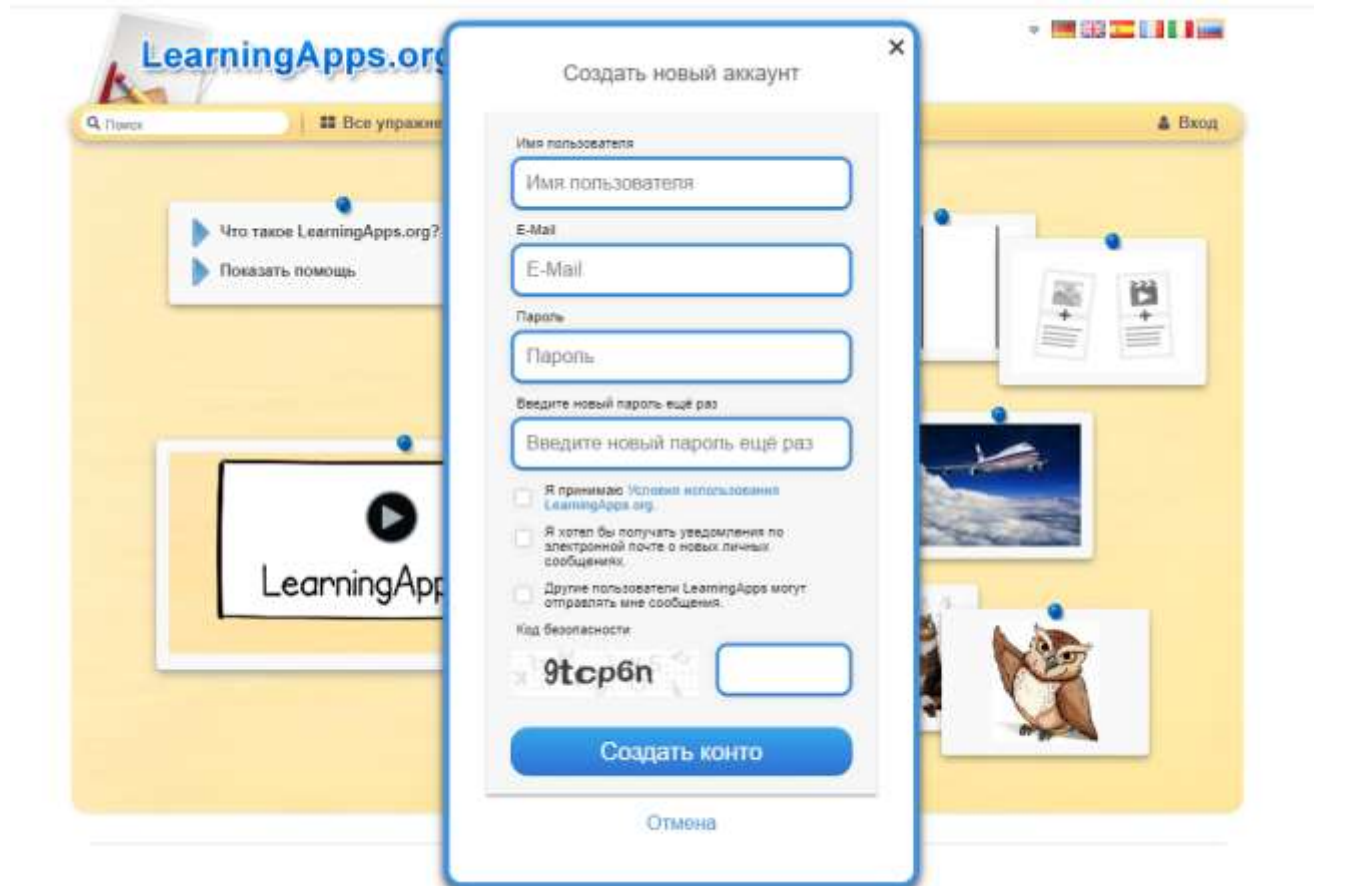 LearningApps.org
Создать новый аккаунт
Поиск
Все упражне
Вход
Имя пользователя
Имя пользователя
E-Mail
E-Mail
Пароль
Пароль
Введите новый пароль ещё раз
Введите новый пароль ещё раз
Я принимаю Условия использования
LearningApps.org.
Я хотел бы получать уведомления по
электронной почте о новых личных
сообщениях.
Другие пользователи LearningApps могут
отправлять мне сообщения.
Код безопасности
9tcp6n
Создать конто
Отмена
Что такое LearningApps.org?
Показать помощь
LearningApp